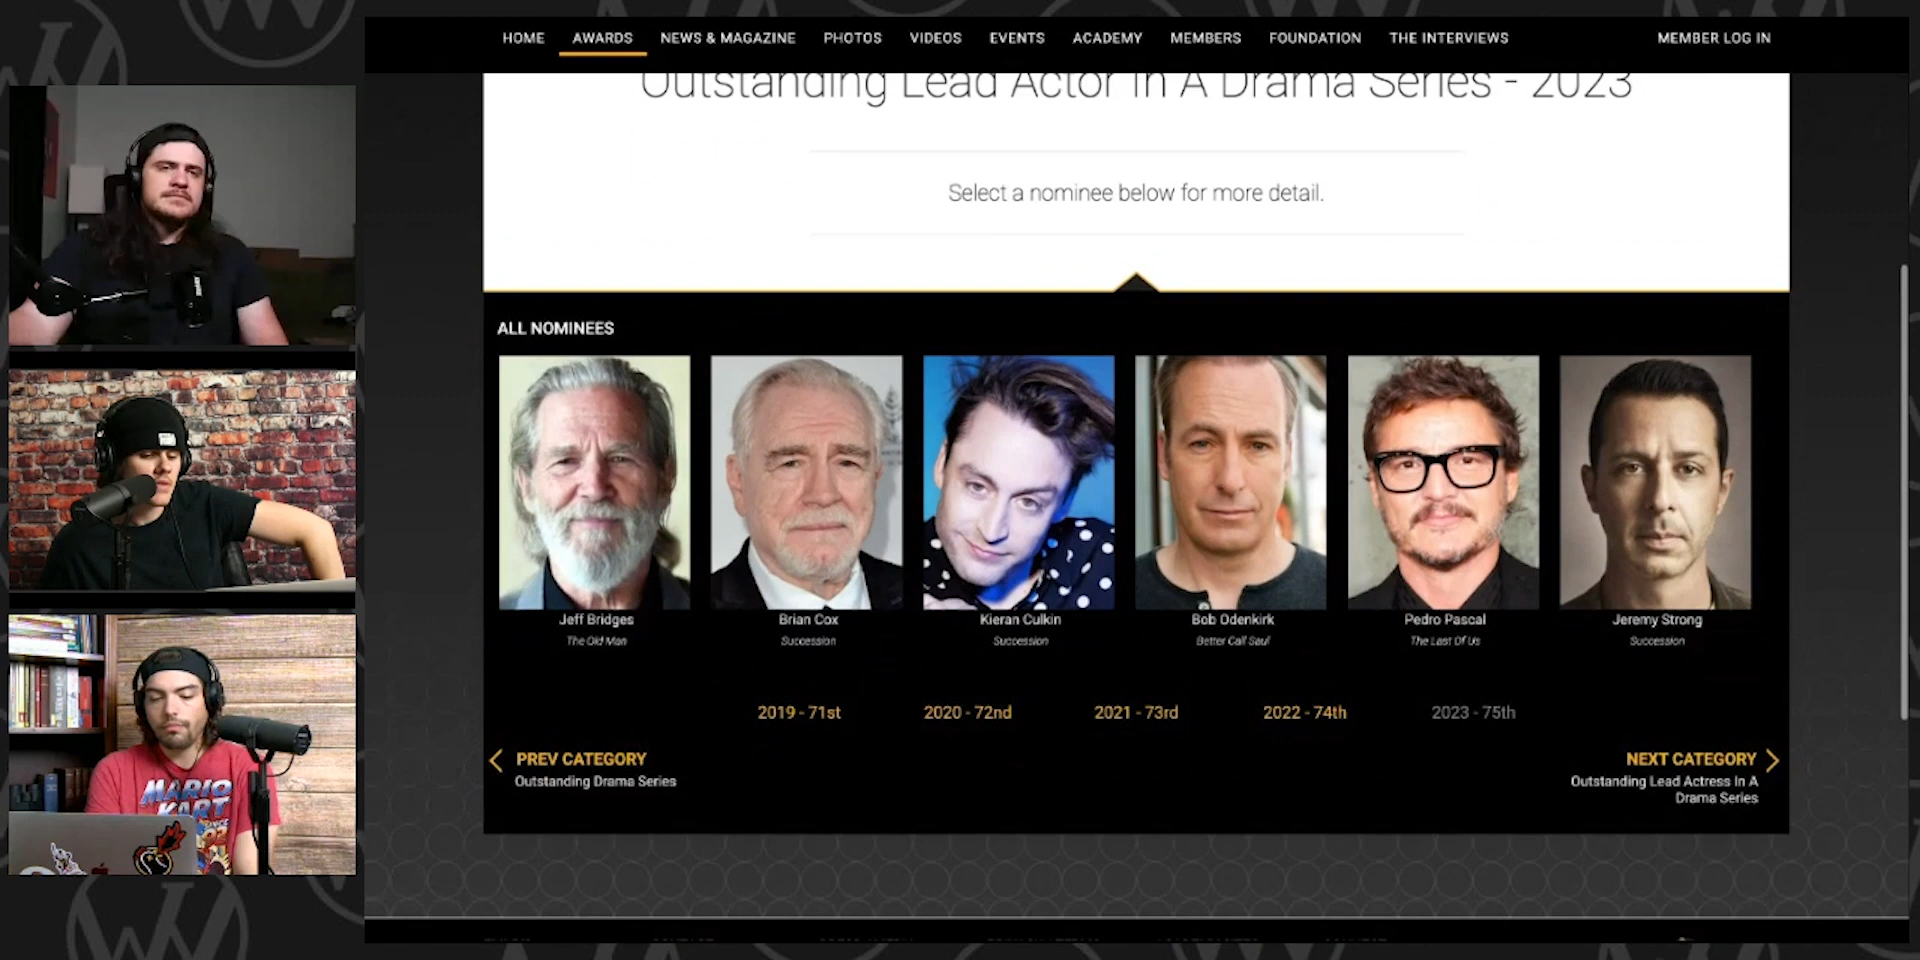 HOME AWARDS NEWS & MAGAZINE PHOTOS VIDEOS EVENTS ACADEMY MEMBERS FOUNDATION THE INTERVIEWS MEMBER LOG IN
Outstanding Lead Actor In A Drama Series - 2023
Select a nominee below for more detail.
ALL NOMINEES
Jeff Bridges
The Old Man
Brian Cox
Succession
Kieran Culkin
Succession
Bob Odenkirk
Better Call Saul
Pedro Pascal
The Last Of Us
Jeremy Strong
Succession
2019 - 71st 2020 - 72nd 2021 - 73rd 2022 - 74th 2023 - 75th
PREV CATEGORY
Outstanding Drama Series
NEXT CATEGORY
Outstanding Lead Actress In A
Drama Series
MARIO
KART